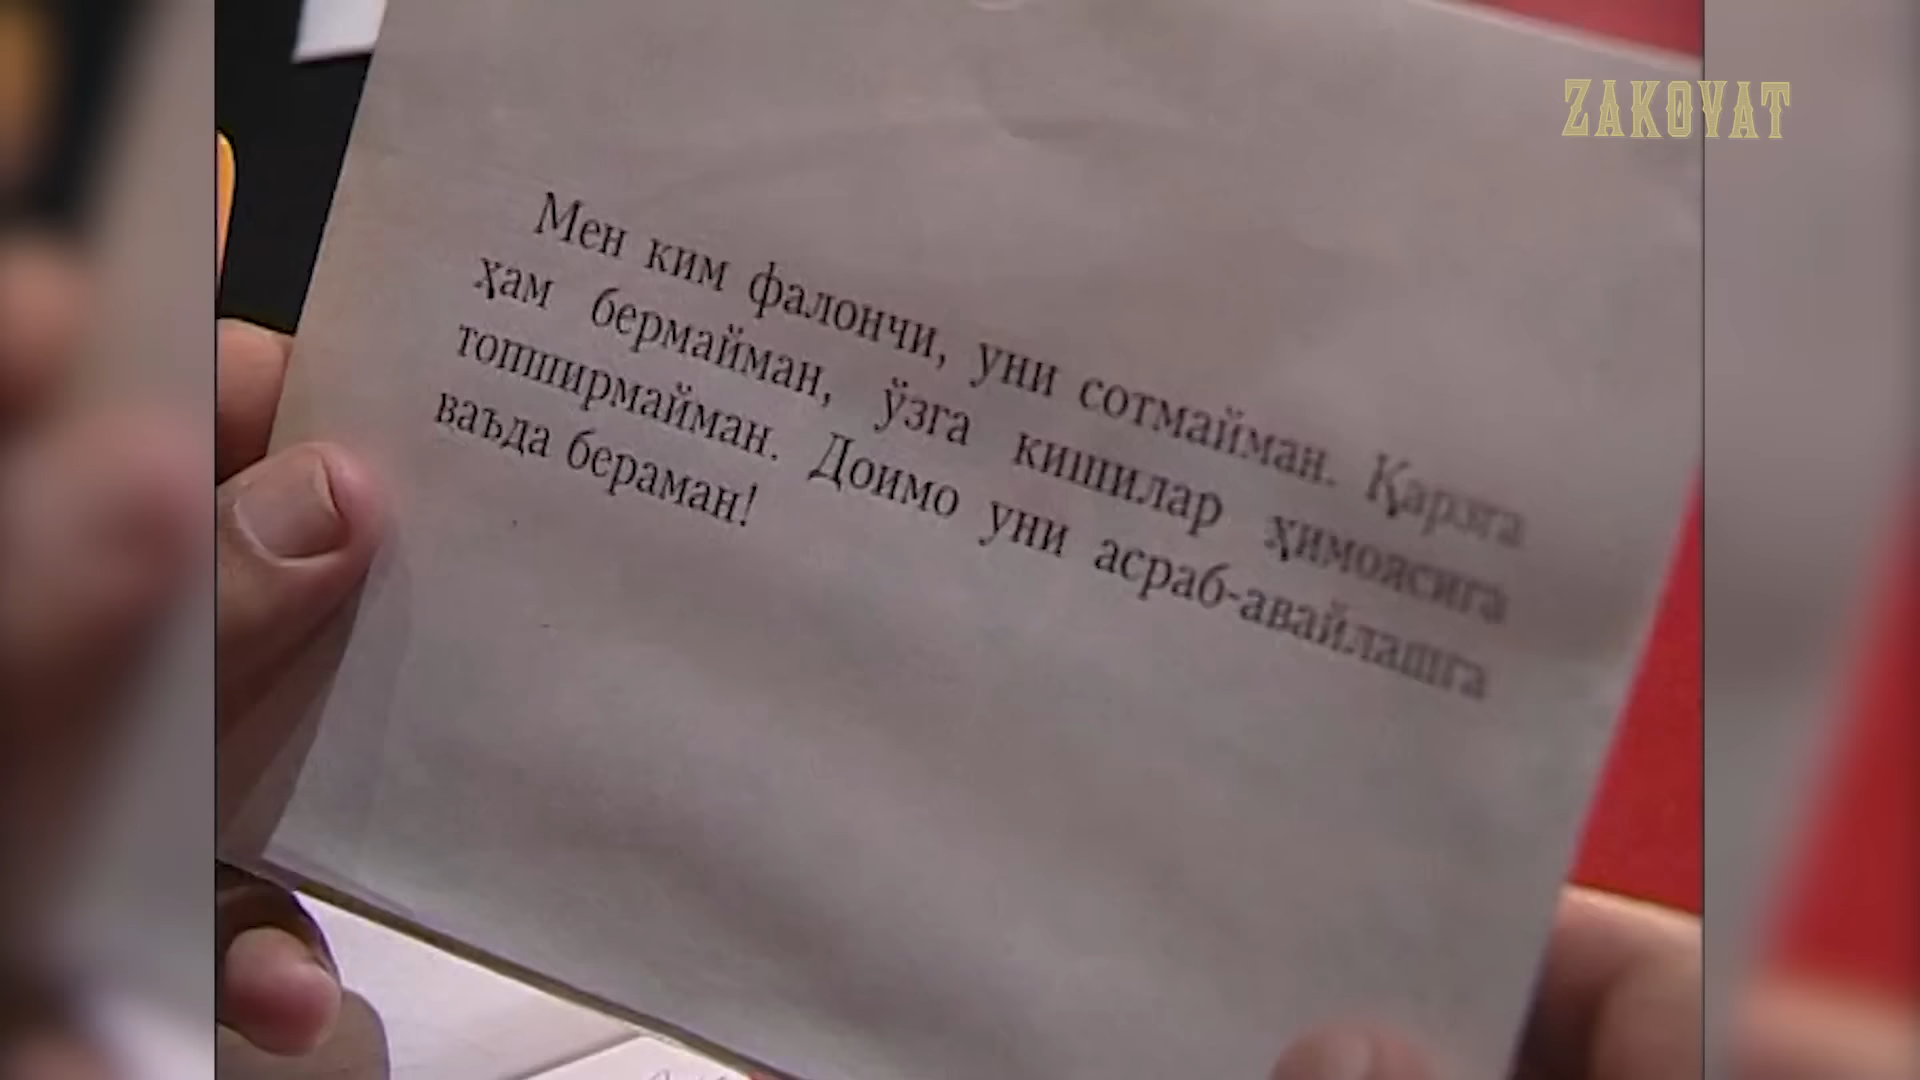 ZAKOVAT
Мен ким фалончи, уни сотмайман. Қарзга
ҳам бермайман, ўзга кишилар ҳимоясига
топширмайман. Доимо уни асраб-авайлашга
ваъда бераман!